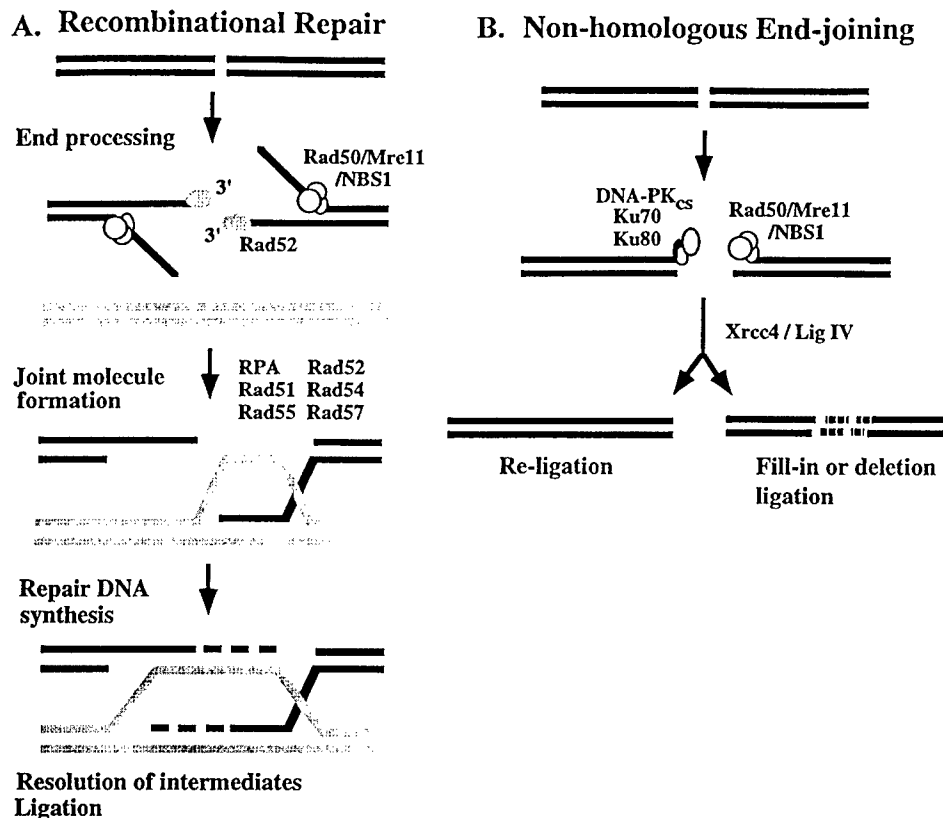 A. Recombinational Repair
End processing
Rad50/Mre11
/NBS1
3'
3'
Rad52
Joint molecule
formation
RPA Rad52
Rad51 Rad54
Rad55 Rad57
Repair DNA
synthesis
Resolution of intermediates
Ligation
B. Non-homologous End-joining
DNA-PKCS
Ku70
Ku80
Rad50/Mre11
/NBS1
Xrcc4 / Lig IV
Re-ligation
Fill-in or deletion
ligation